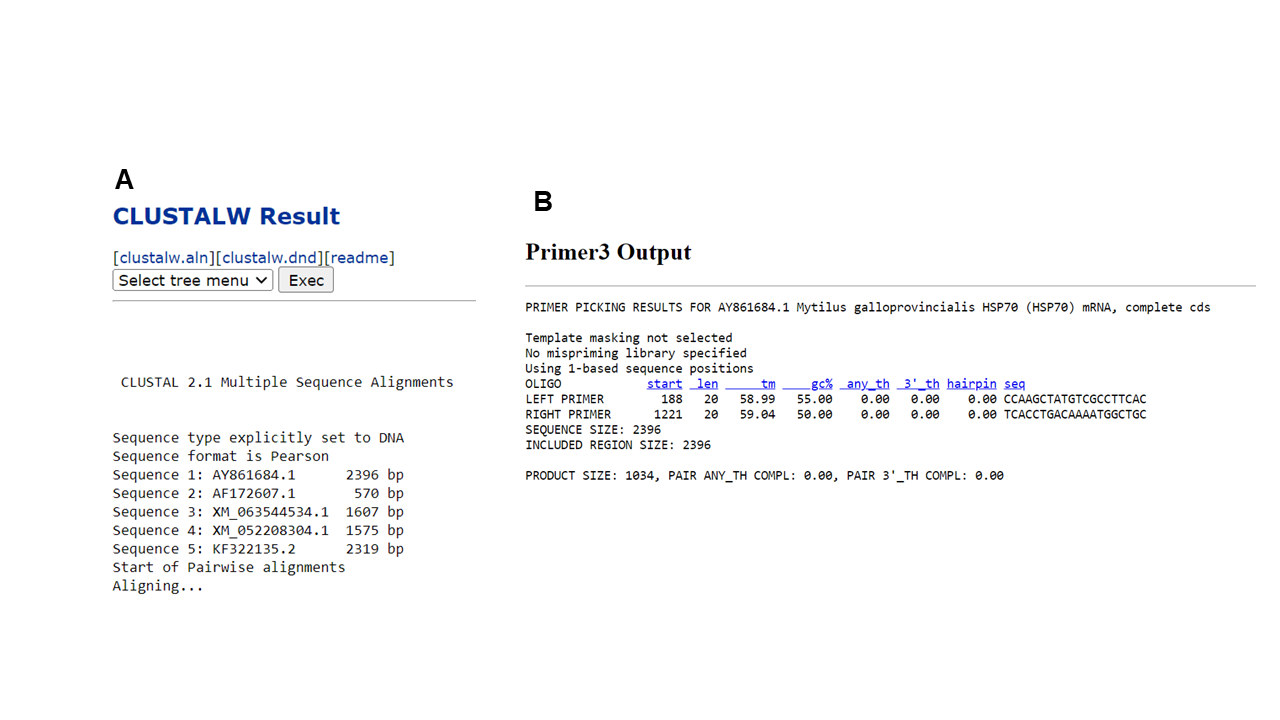 A
CLUSTALW Result
[clustalw.aln][clustalw.dnd][readme]
Select tree menu Exec
CLUSTAL 2.1 Multiple Sequence Alignments
Sequence type explicitly set to DNA
Sequence format is Pearson
Sequence 1: AY861684.1 2396 bp
Sequence 2: AF172607.1 570 bp
Sequence 3: XM_063544534.1 1607 bp
Sequence 4: XM_052208304.1 1575 bp
Sequence 5: KF322135.2 2319 bp
Start of Pairwise alignments
Aligning...
B
Primer3 Output
PRIMER PICKING RESULTS FOR AY861684.1 Mytilus galloprovincialis HSP70 (HSP70) mRNA, complete cds
Template masking not selected
No mispriming library specified
Using 1-based sequence positions
OLIGO start len tm gc% any_th 3'_th hairpin seq
LEFT PRIMER 188 20 58.99 55.00 0.00 0.00 0.00 CCAAGCTATGTCGCCTTCAC
RIGHT PRIMER 1221 20 59.04 50.00 0.00 0.00 0.00 TCACCTGACAAAATGGCTGC
SEQUENCE SIZE: 2396
INCLUDED REGION SIZE: 2396
PRODUCT SIZE: 1034, PAIR ANY_TH COMPL: 0.00, PAIR 3'_TH COMPL: 0.00